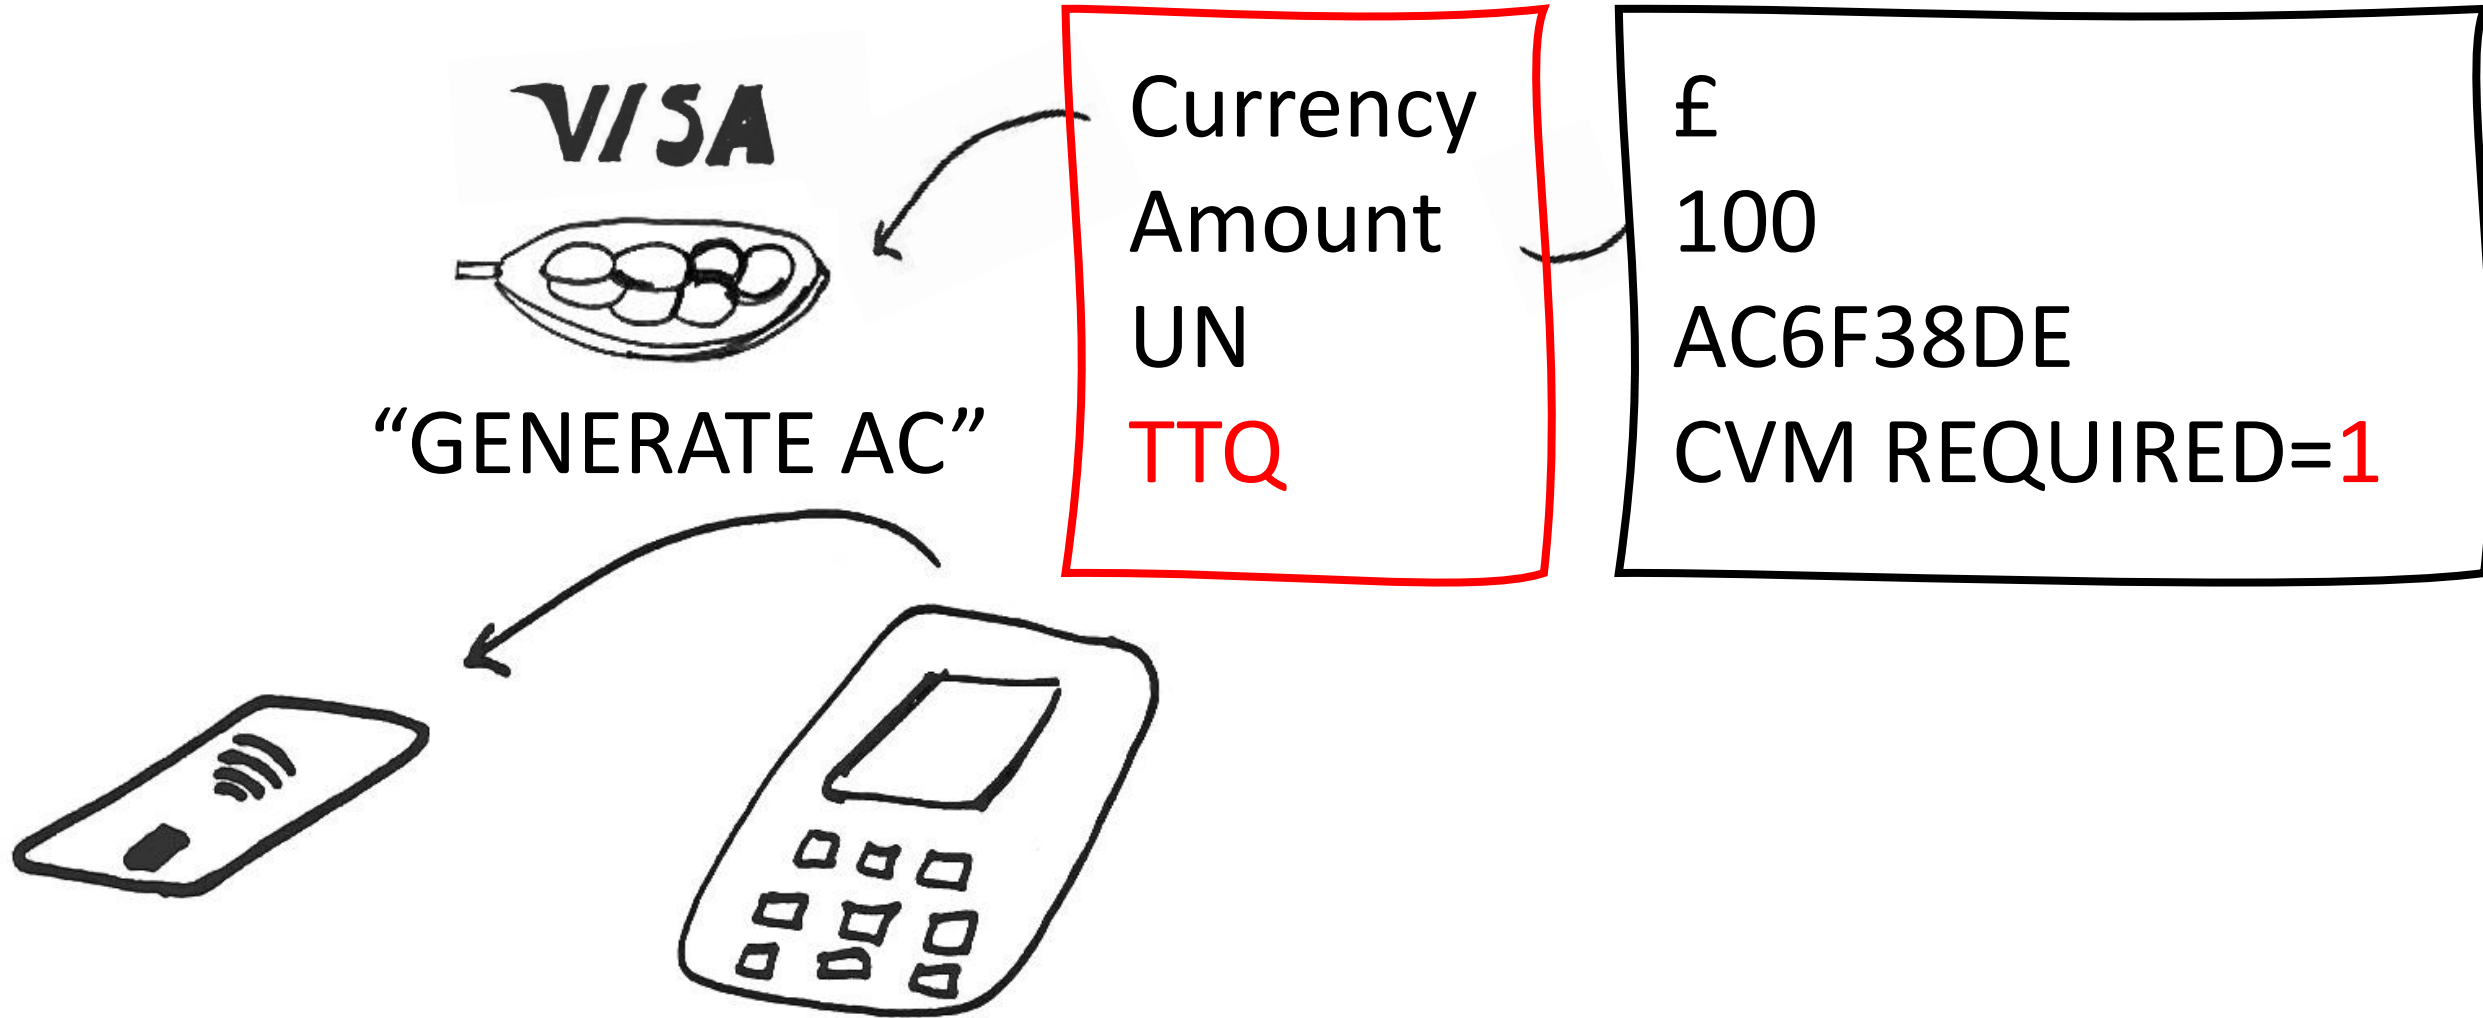 VISA
"GENERATE AC"
Currency
Amount
UN
TTQ
£
100
AC6F38DE
CVM REQUIRED=1